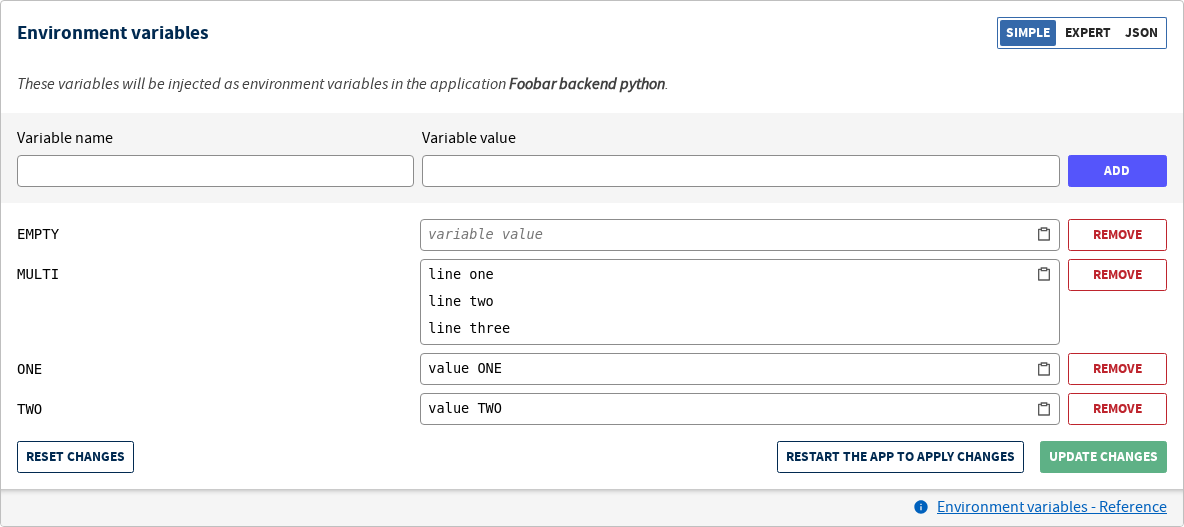 Environment variables
SIMPLE EXPERT JSON
These variables will be injected as environment variables in the application Foobar backend python.
Variable name Variable value
ADD
EMPTY variable value REMOVE
MULTI line one REMOVE
line two
line three
ONE value ONE REMOVE
TWO value TWO REMOVE
RESET CHANGES RESTART THE APP TO APPLY CHANGES UPDATE CHANGES
Environment variables - Reference